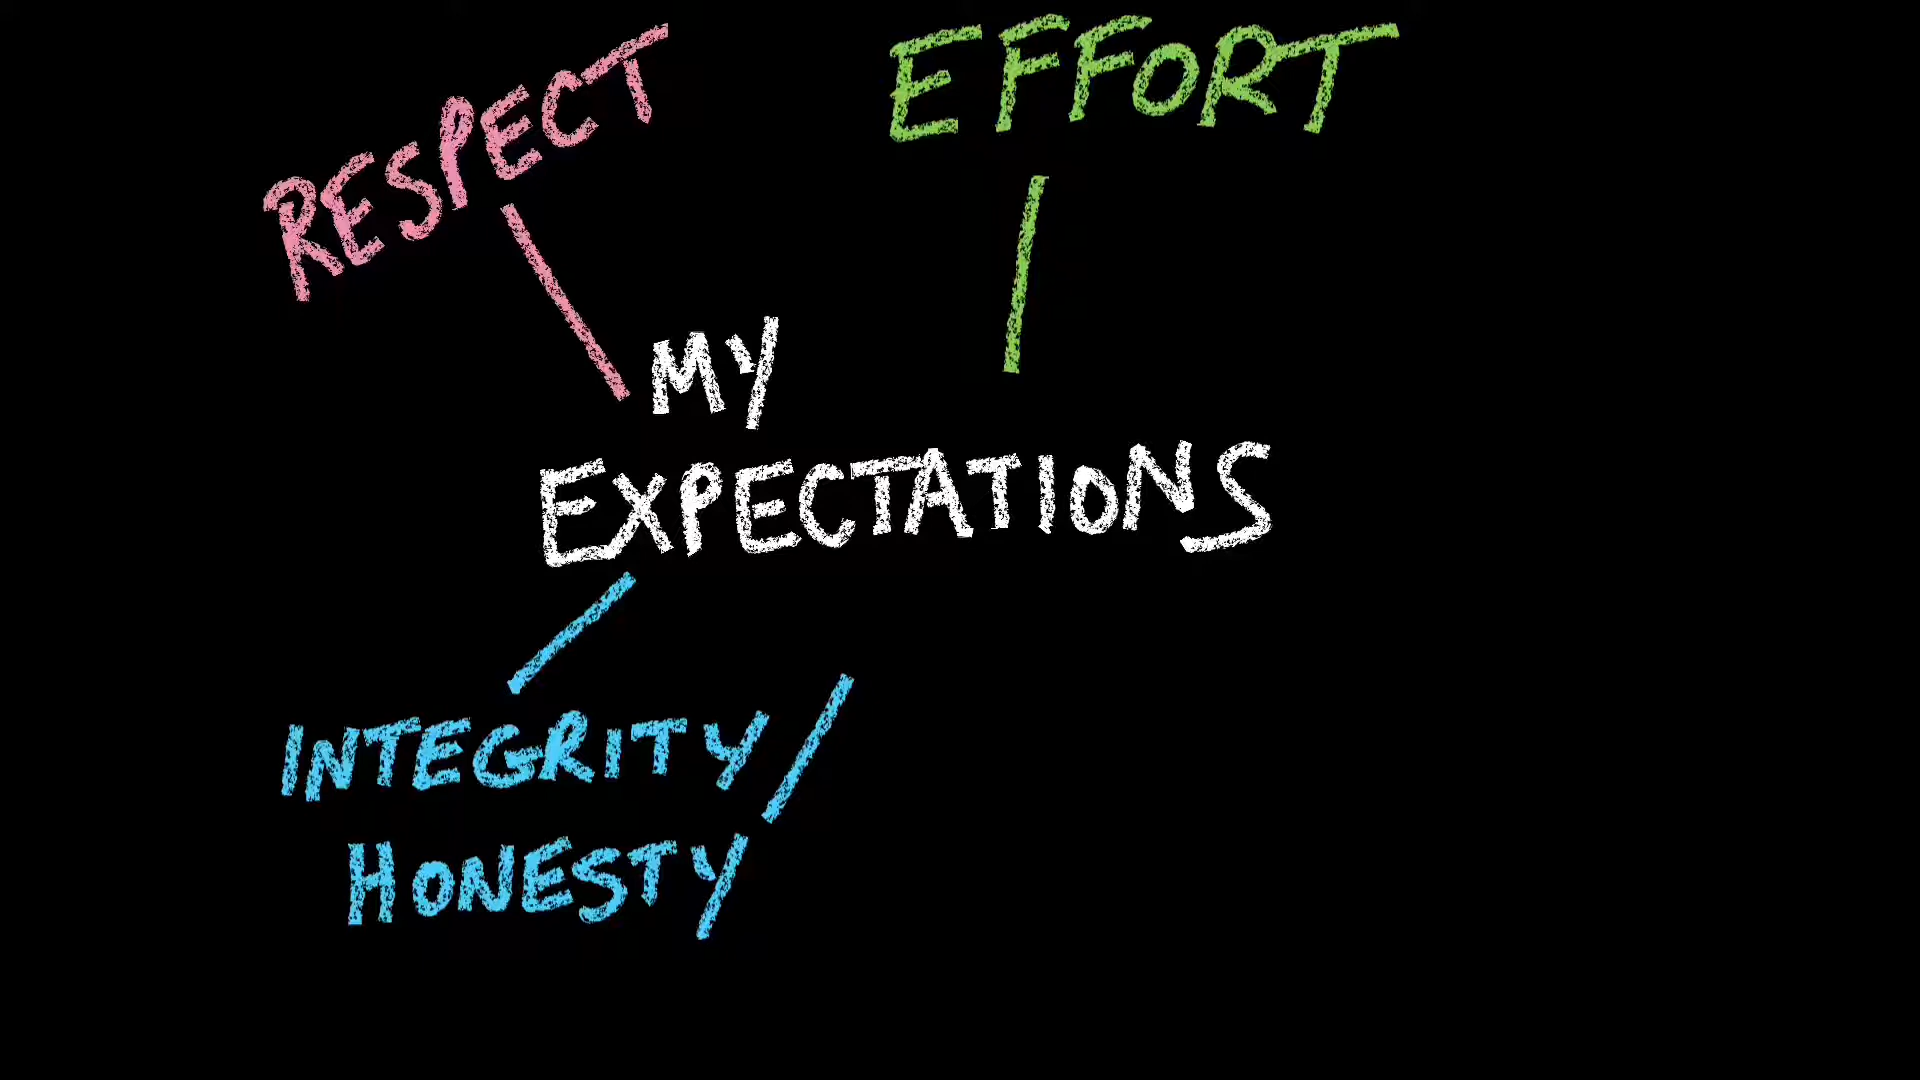 RESPECT
EFFORT
MY
EXPECTATIONS
INTEGRITY/
HONESTY